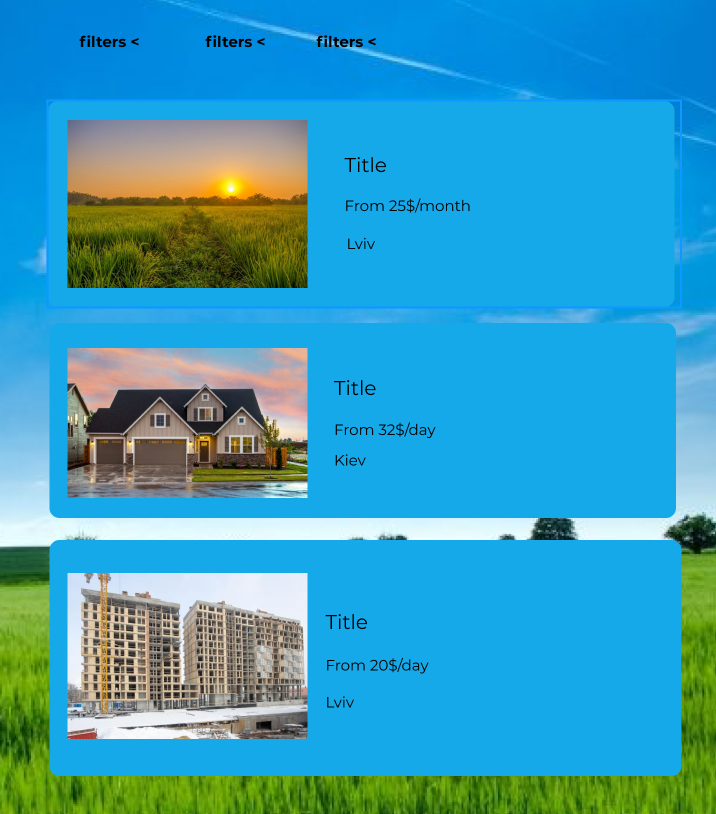 filters < filters < filters <
Title
From 25$/month
Lviv
Title
From 32$/day
Kiev
Title
From 20$/day
Lviv